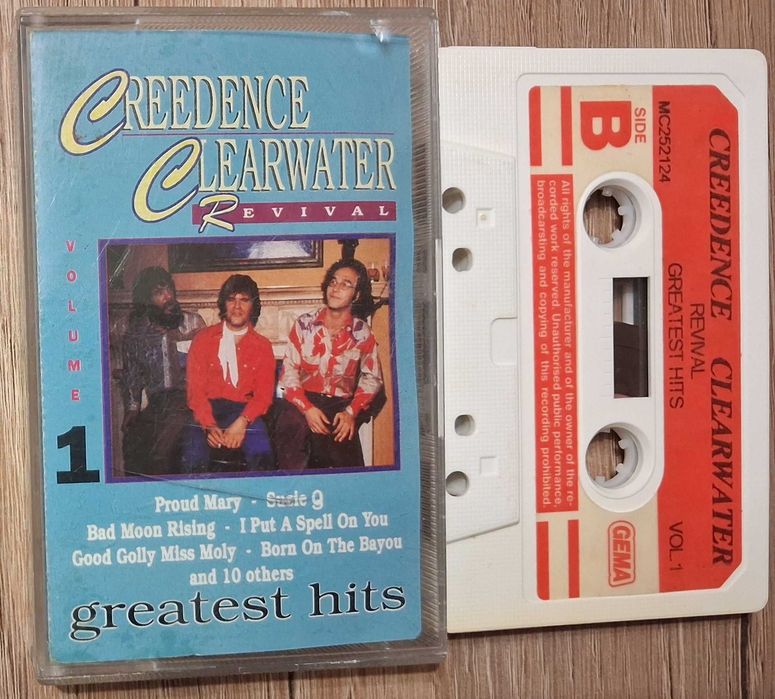 CREEDENCE
CLEARWATER
REVIVAL
VOLUME
1
Proud Mary - Susie 9
Bad Moon Rising - I Put A Spell On You
Good Golly Miss Moly - Born On The Bayou
and 10 others
greatest hits
CREEDENCE CLEARWATER
REVIVAL
GREATEST HITS
MC252124
VOL.1
SIDE
B
All rights of the manufacturer and of the owner of the re-
corded work reserved. Unauthorised public performance,
broadcarsting and copying of this recording prohibited.
GEMA